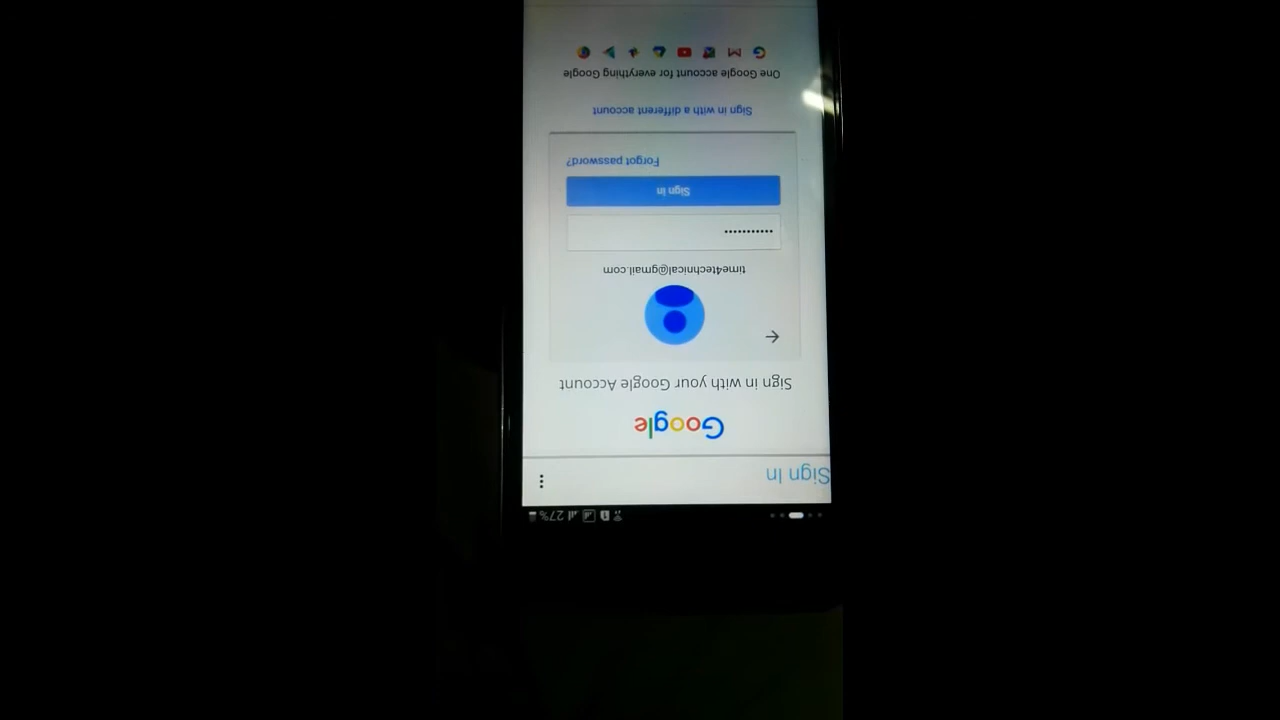 27%
Sign In
Google
Sign in with your Google Account
time4technical@gmail.com
•••••••••••
Sign in
Forgot password?
Sign in with a different account
One Google account for everything Google